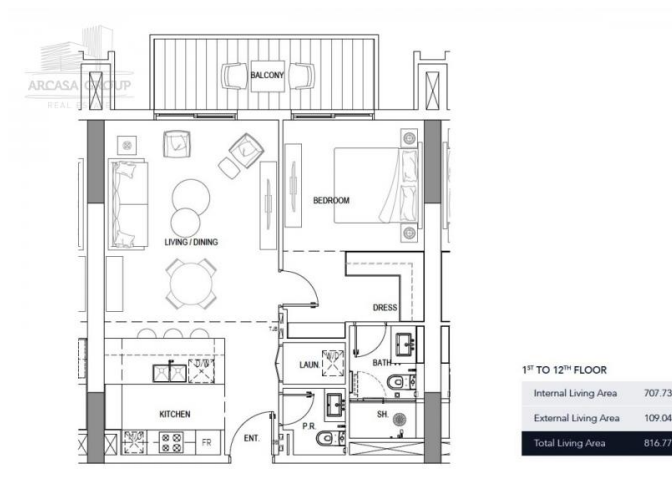 ARCASA GROUP
REAL ESTATE
BALCONY
BEDROOM
LIVING / DINING
DRESS
LAUN.
BATH
KITCHEN
P.R.
SH.
ENT.
FR
1ST TO 12TH FLOOR
Internal Living Area 707.73
External Living Area 109.04
Total Living Area 816.77